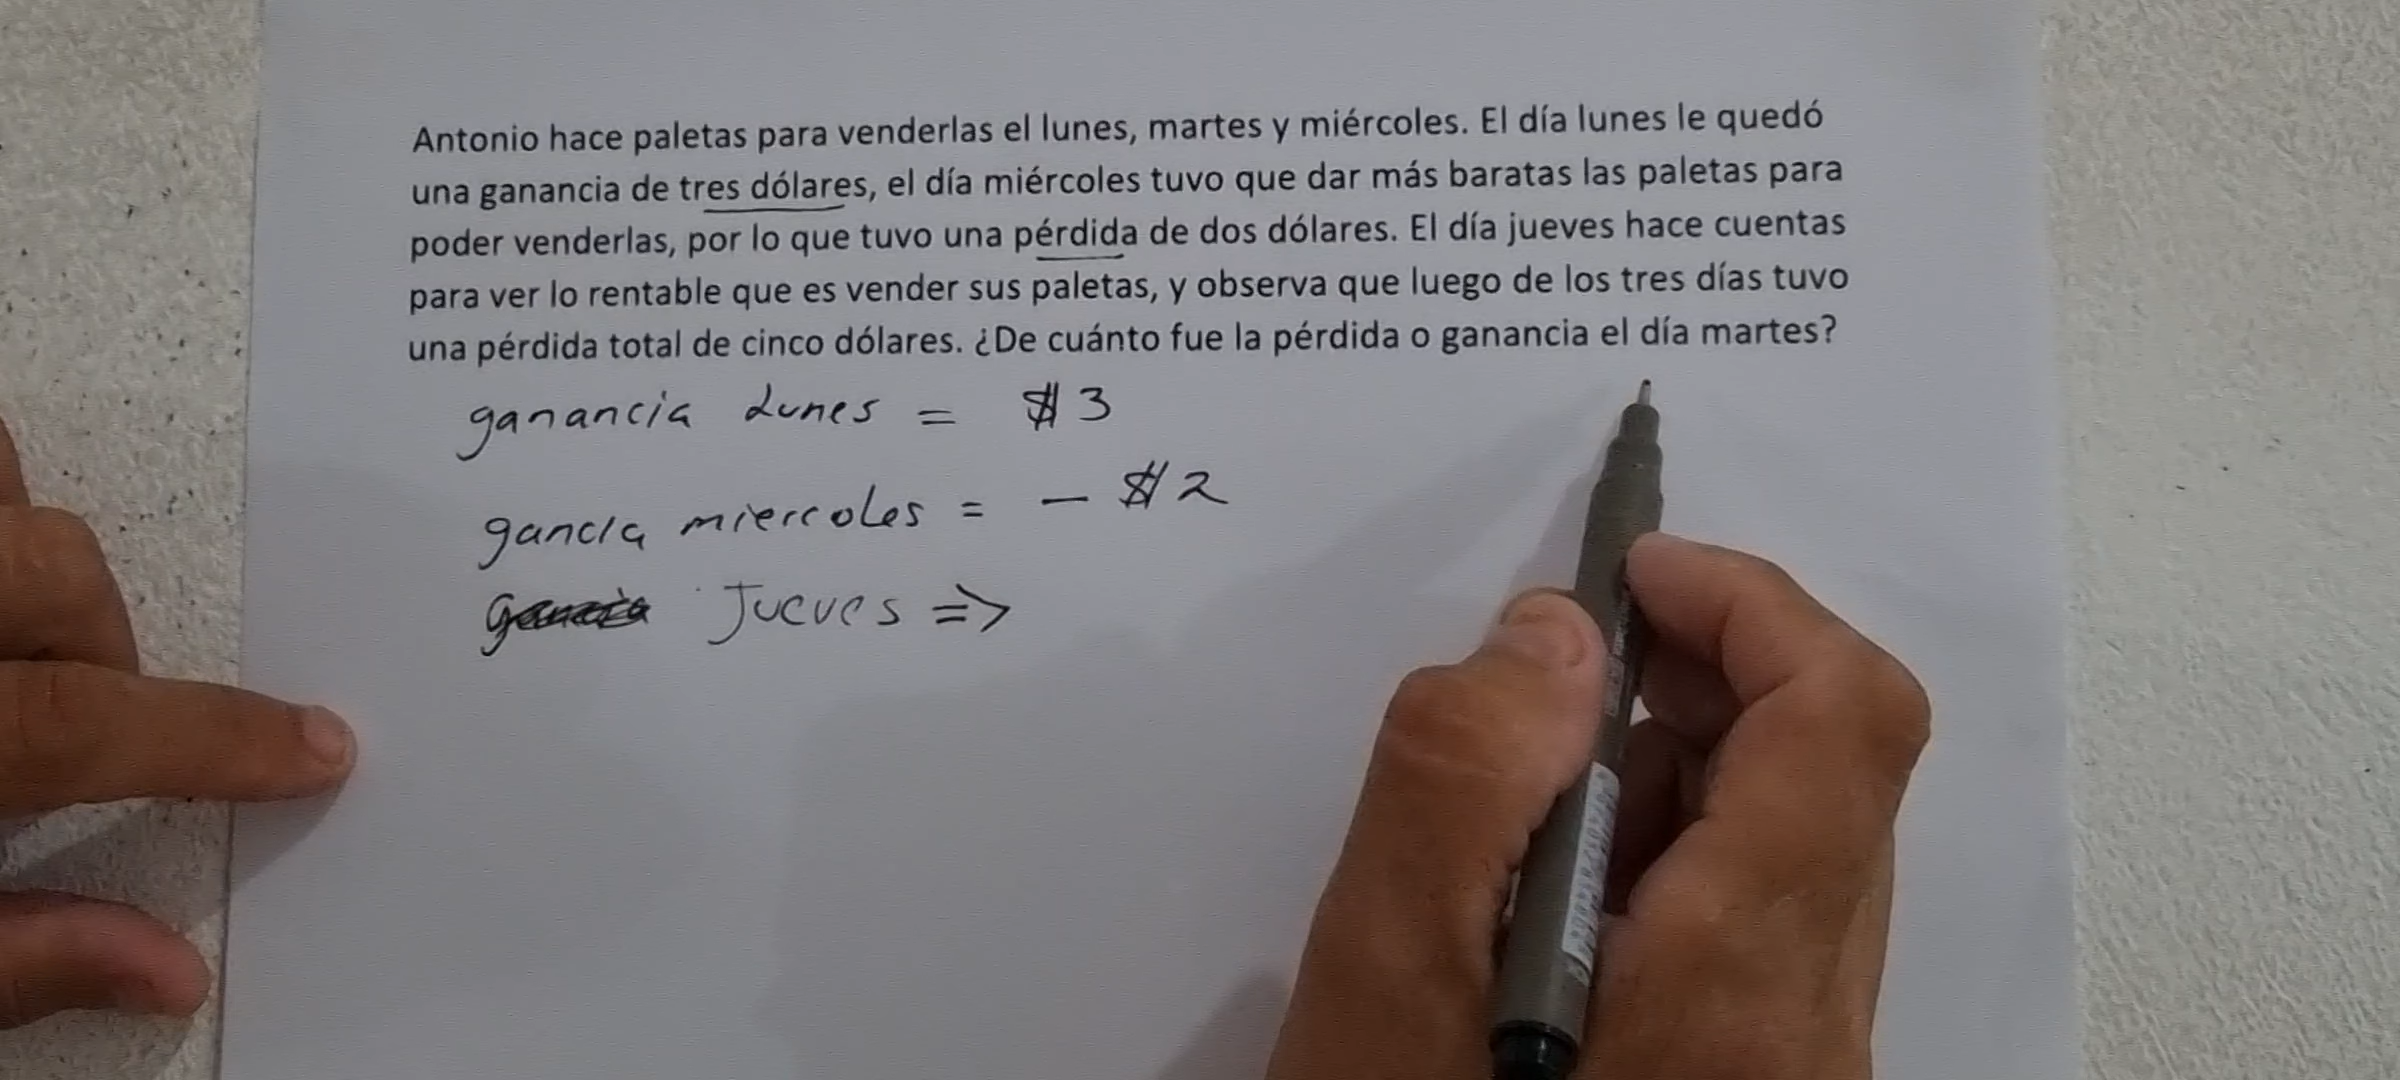 Antonio hace paletas para venderlas el lunes, martes y miércoles. El día lunes le quedó
una ganancia de tres dólares, el día miércoles tuvo que dar más baratas las paletas para
poder venderlas, por lo que tuvo una pérdida de dos dólares. El día jueves hace cuentas
para ver lo rentable que es vender sus paletas, y observa que luego de los tres días tuvo
una pérdida total de cinco dólares. ¿De cuánto fue la pérdida o ganancia el día martes?
ganancia Lunes = $ 3
gancia miercoles = - $ 2
Jueves =>